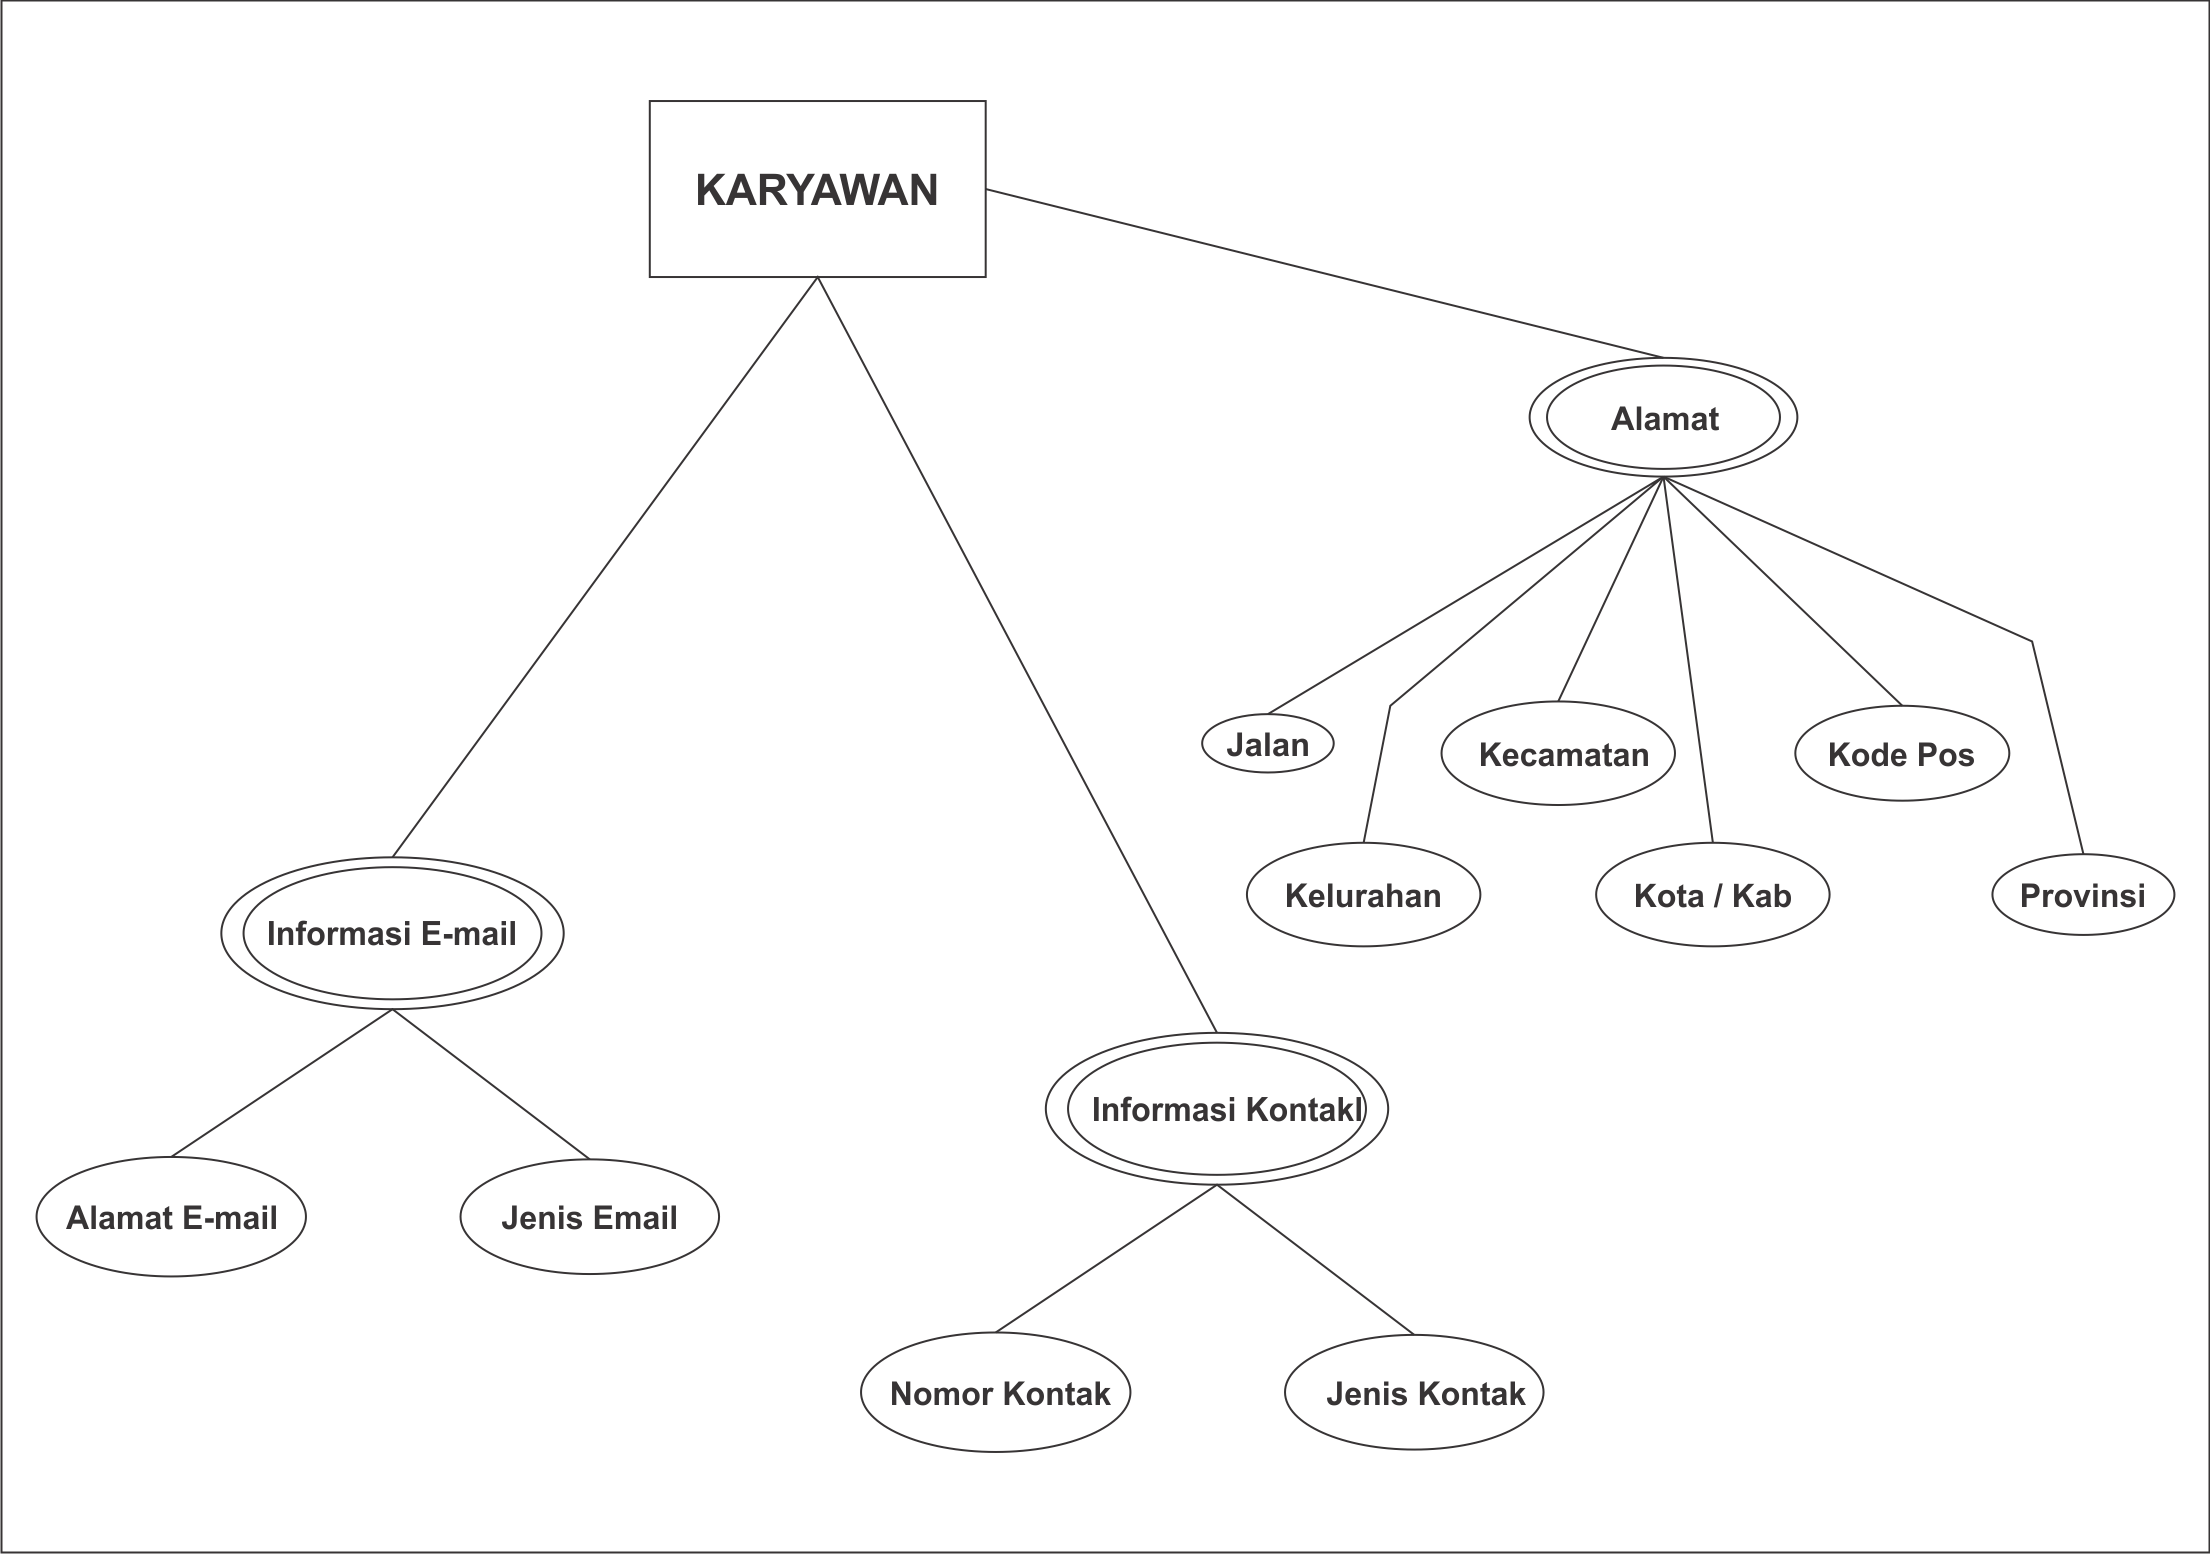 KARYAWAN
Alamat
Jalan
Kecamatan
Kode Pos
Kelurahan
Kota / Kab
Provinsi
Informasi E-mail
Informasi Kontakl
Alamat E-mail
Jenis Email
Nomor Kontak
Jenis Kontak